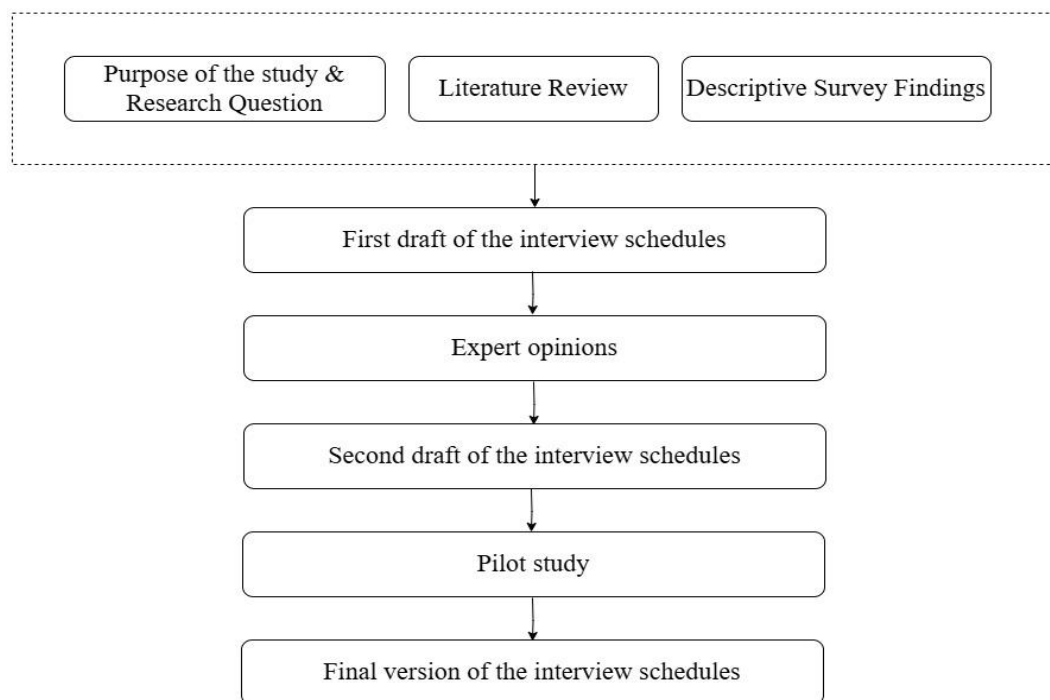 Purpose of the study &
Research Question
Literature Review
Descriptive Survey Findings
First draft of the interview schedules
Expert opinions
Second draft of the interview schedules
Pilot study
Final version of the interview schedules